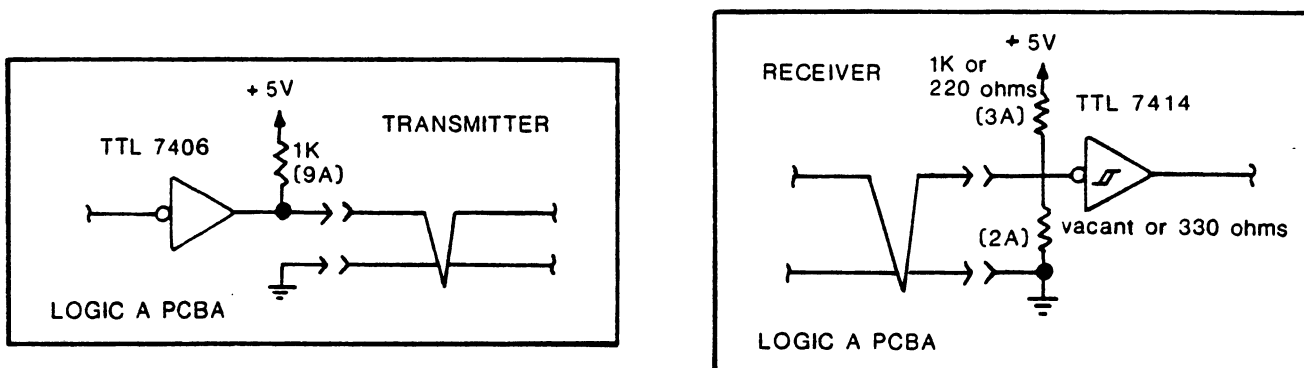 + 5V
TRANSMITTER
TTL 7406
1K
(9A)
LOGIC A PCBA
+ 5V
RECEIVER
1K or
220 ohms
(3A)
TTL 7414
vacant or 330 ohms
(2A)
LOGIC A PCBA